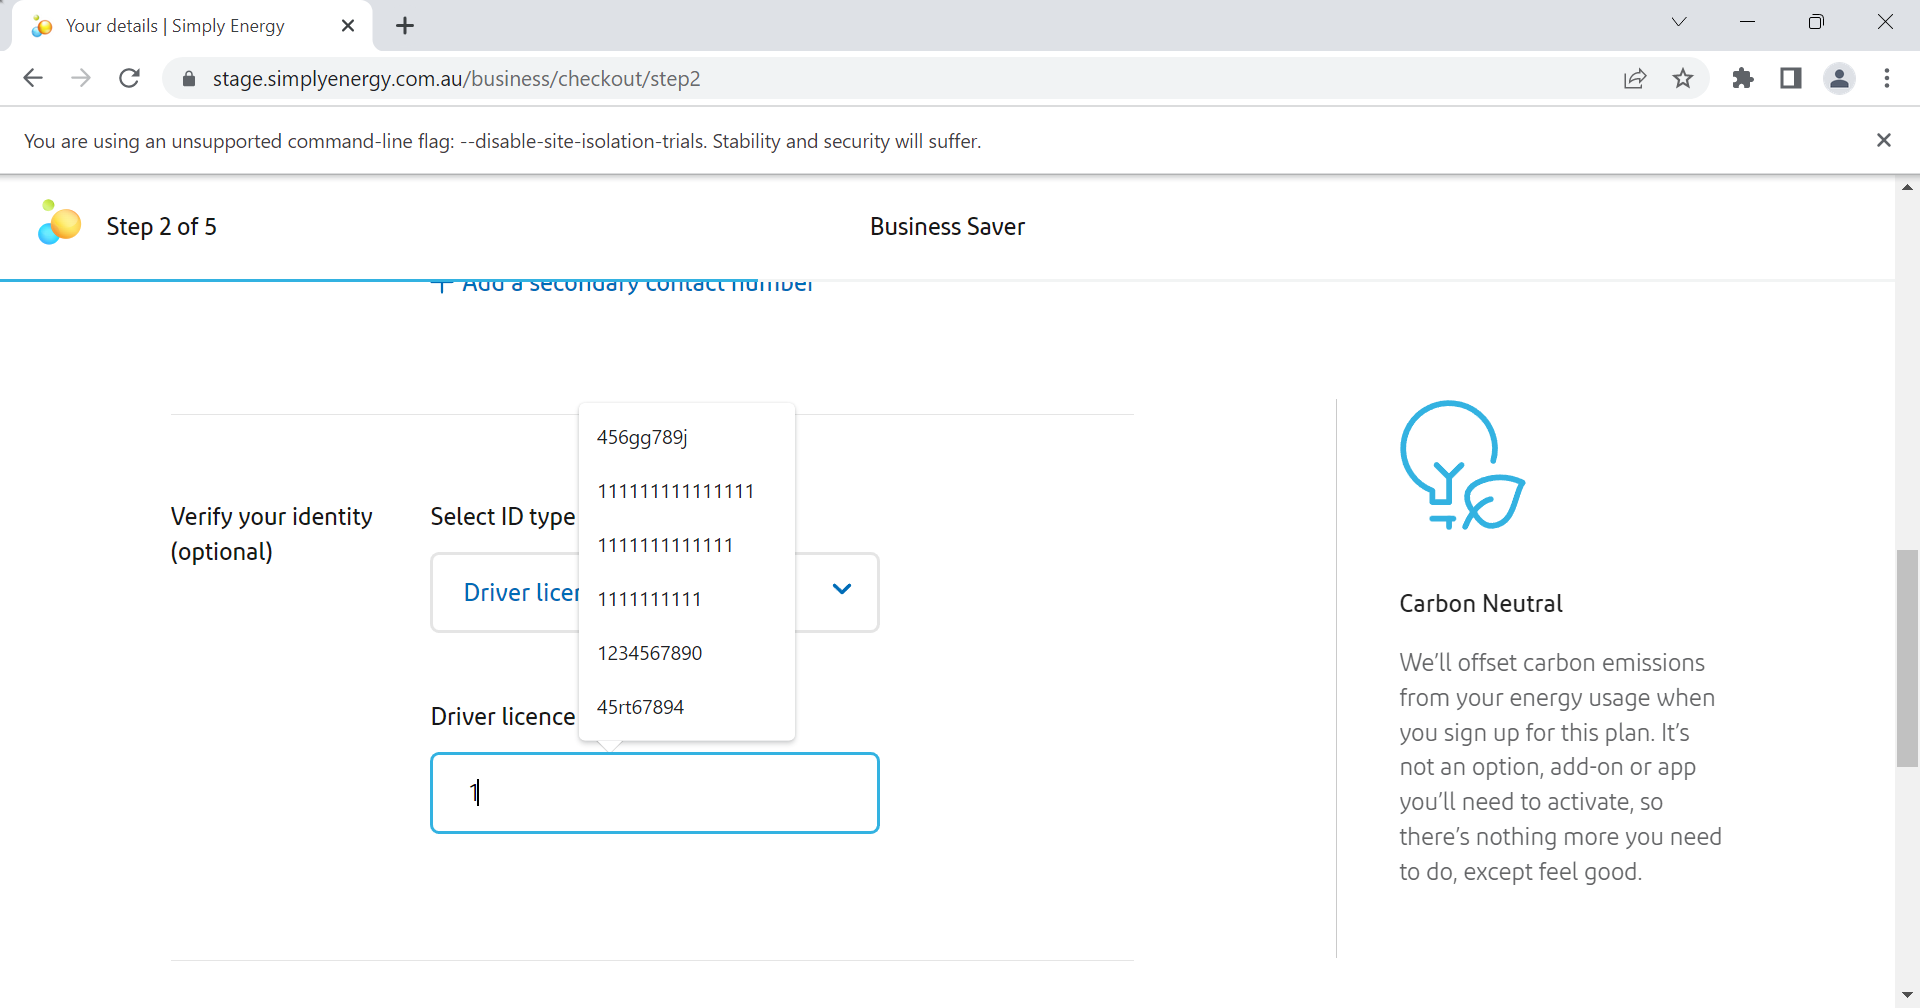 Your details | Simply Energy
stage.simplyenergy.com.au/business/checkout/step2
You are using an unsupported command-line flag: --disable-site-isolation-trials. Stability and security will suffer.
Step 2 of 5
Business Saver
Add a secondary contact number
Verify your identity
(optional)
Select ID type
Driver licen
456gg789j
111111111111111
1111111111111
1111111111
1234567890
45rt67894
Driver licence
1
Carbon Neutral
We'll offset carbon emissions
from your energy usage when
you sign up for this plan. It's
not an option, add-on or app
you'll need to activate, so
there's nothing more you need
to do, except feel good.